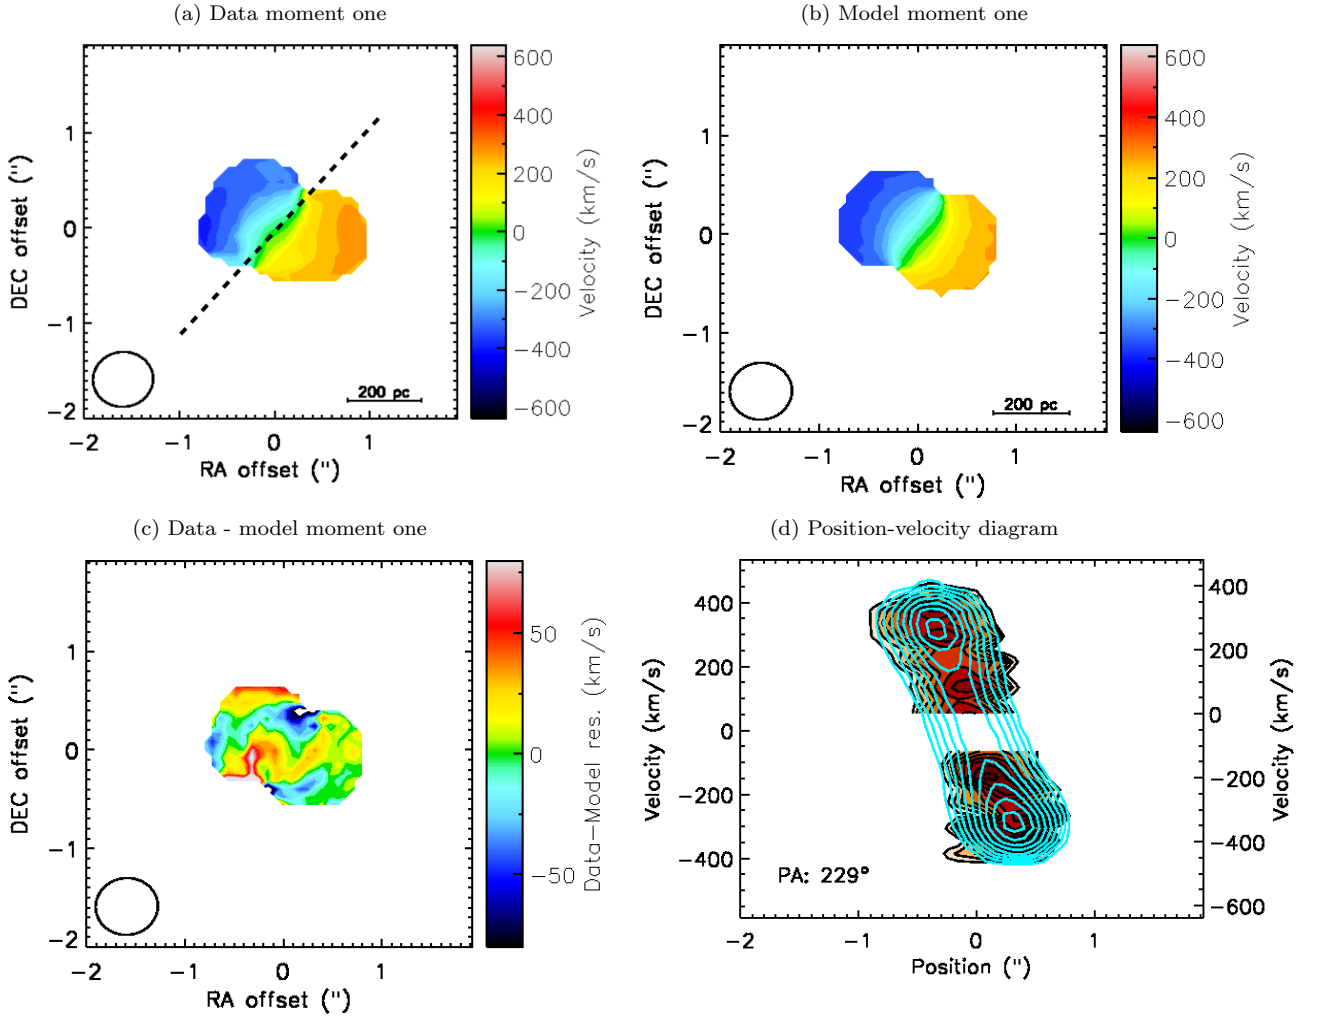 (a) Data moment one
DEC offset (")
1
0
−1
−2
−2
−1
0
1
RA offset (")
200 pc
600
400
200
0
−200
−400
−600
Velocity (km/s)
(b) Model moment one
DEC offset (")
1
0
−1
−2
−2
−1
0
1
RA offset (")
200 pc
600
400
200
0
−200
−400
−600
Velocity (km/s)
(c) Data - model moment one
DEC offset (")
1
0
−1
−2
−2
−1
0
1
RA offset (")
50
0
−50
Data−Model res. (km/s)
(d) Position-velocity diagram
Velocity (km/s)
400
200
0
−200
−400
PA: 229°
−2
−1
0
1
Position (")
400
200
0
−200
−400
−600
Velocity (km/s)